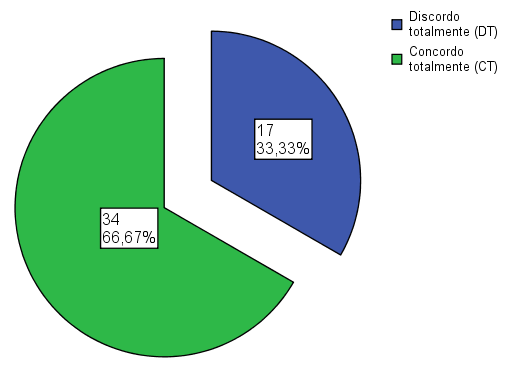 Discordo
totalmente (DT)
Concordo
totalmente (CT)
17
33,33%
34
66,67%